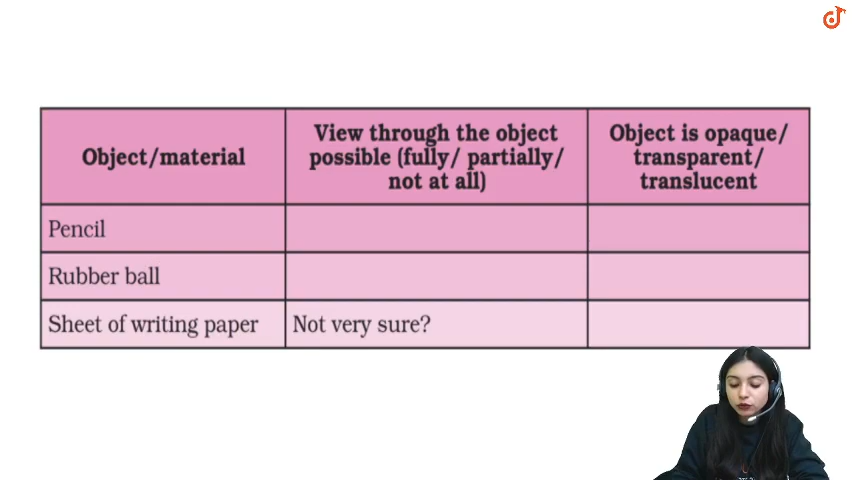 Object/material
View through the object
possible (fully/ partially/
not at all)
Object is opaque/
transparent/
translucent
Pencil
Rubber ball
Sheet of writing paper
Not very sure?